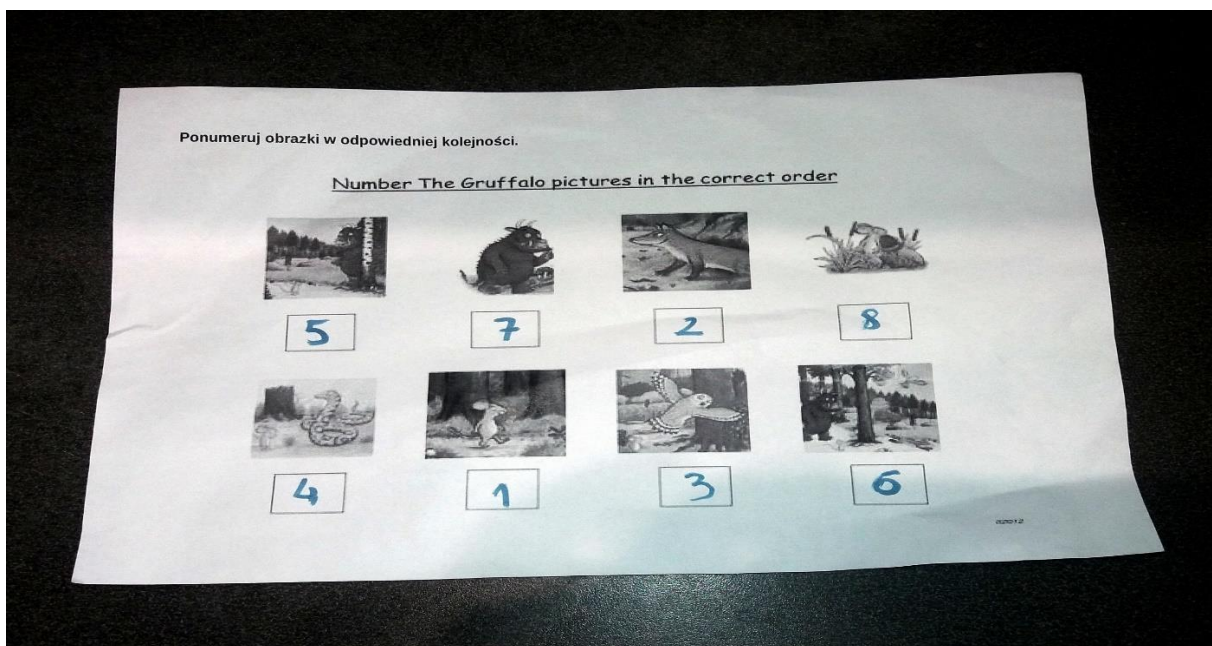 Ponumeruj obrazki w odpowiedniej kolejności.
Number The Gruffalo pictures in the correct order
5 7 2 8
4 1 3 6